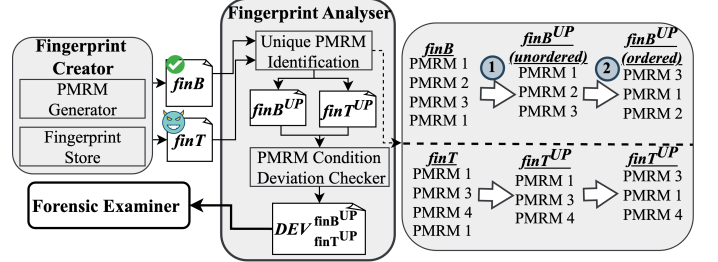 Fingerprint Analyser
Fingerprint
Creator
PMRM
Generator
Fingerprint
Store
finB
finT
Unique PMRM
Identification
finB^UP
finT^UP
PMRM Condition
Deviation Checker
DEV finB^UP
finT^UP
Forensic Examiner
finB
PMRM 1
PMRM 2
PMRM 3
PMRM 1
1
finB^UP
(unordered)
PMRM 1
PMRM 2
PMRM 3
2
finB^UP
(ordered)
PMRM 3
PMRM 1
PMRM 2
finT
PMRM 1
PMRM 3
PMRM 4
PMRM 1
finT^UP
PMRM 1
PMRM 3
PMRM 4
finT^UP
PMRM 3
PMRM 1
PMRM 4